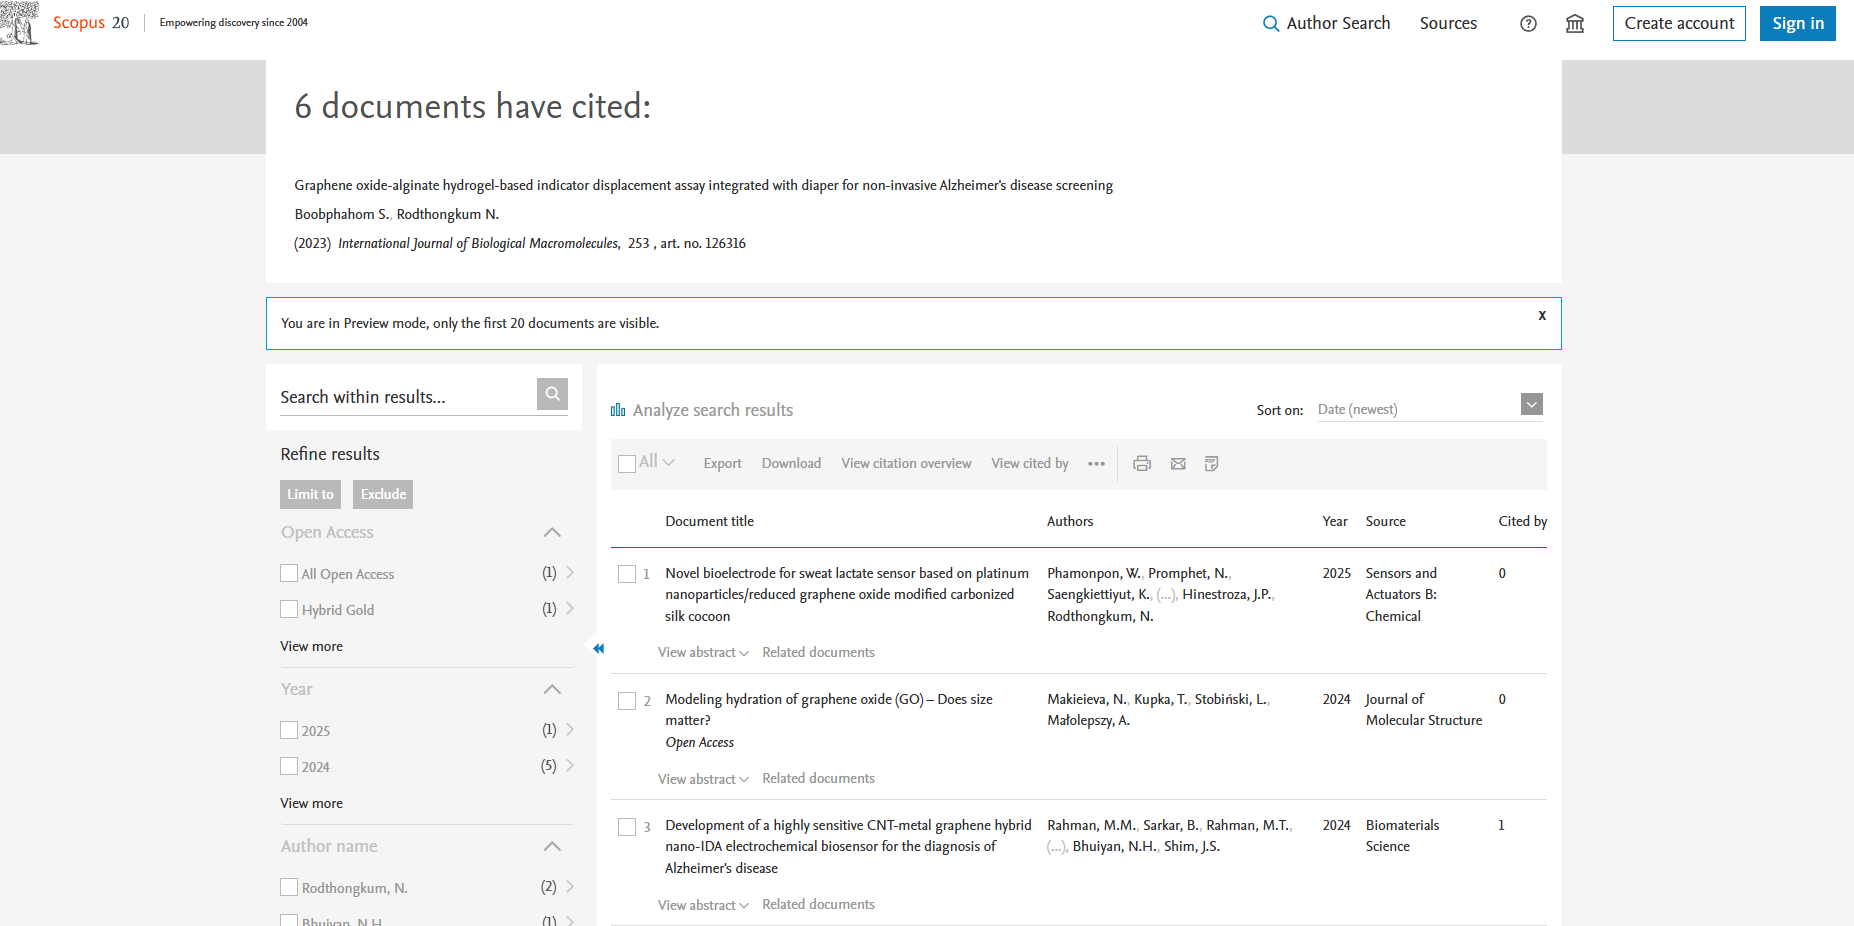 Scopus 20
Empowering discovery since 2004
Author Search
Sources
Create account
Sign in
6 documents have cited:
Graphene oxide-alginate hydrogel-based indicator displacement assay integrated with diaper for non-invasive Alzheimer's disease screening
Boobphahom S., Rodthongkum N.
(2023) International Journal of Biological Macromolecules, 253 , art. no. 126316
You are in Preview mode, only the first 20 documents are visible.
x
Search within results...
Refine results
Limit to
Exclude
Open Access
All Open Access (1)
Hybrid Gold (1)
View more
Year
2025 (1)
2024 (5)
View more
Author name
Rodthongkum, N. (2)
Bhuiyan, N.H. (1)
Analyze search results
Sort on: Date (newest)
All
Export
Download
View citation overview
View cited by
•••
Document title
Authors
Year
Source
Cited by
1
Novel bioelectrode for sweat lactate sensor based on platinum
nanoparticles/reduced graphene oxide modified carbonized
silk cocoon
Phamonpon, W., Promphet, N.,
Saengkiettiyut, K., (...), Hinestroza, J.P.,
Rodthongkum, N.
2025
Sensors and
Actuators B:
Chemical
0
View abstract
Related documents
2
Modeling hydration of graphene oxide (GO) – Does size
matter?
Open Access
Makieieva, N., Kupka, T., Stobiński, L.,
Małolepszy, A.
2024
Journal of
Molecular Structure
0
View abstract
Related documents
3
Development of a highly sensitive CNT-metal graphene hybrid
nano-IDA electrochemical biosensor for the diagnosis of
Alzheimer's disease
Rahman, M.M., Sarkar, B., Rahman, M.T.,
(...), Bhuiyan, N.H., Shim, J.S.
2024
Biomaterials
Science
1
View abstract
Related documents